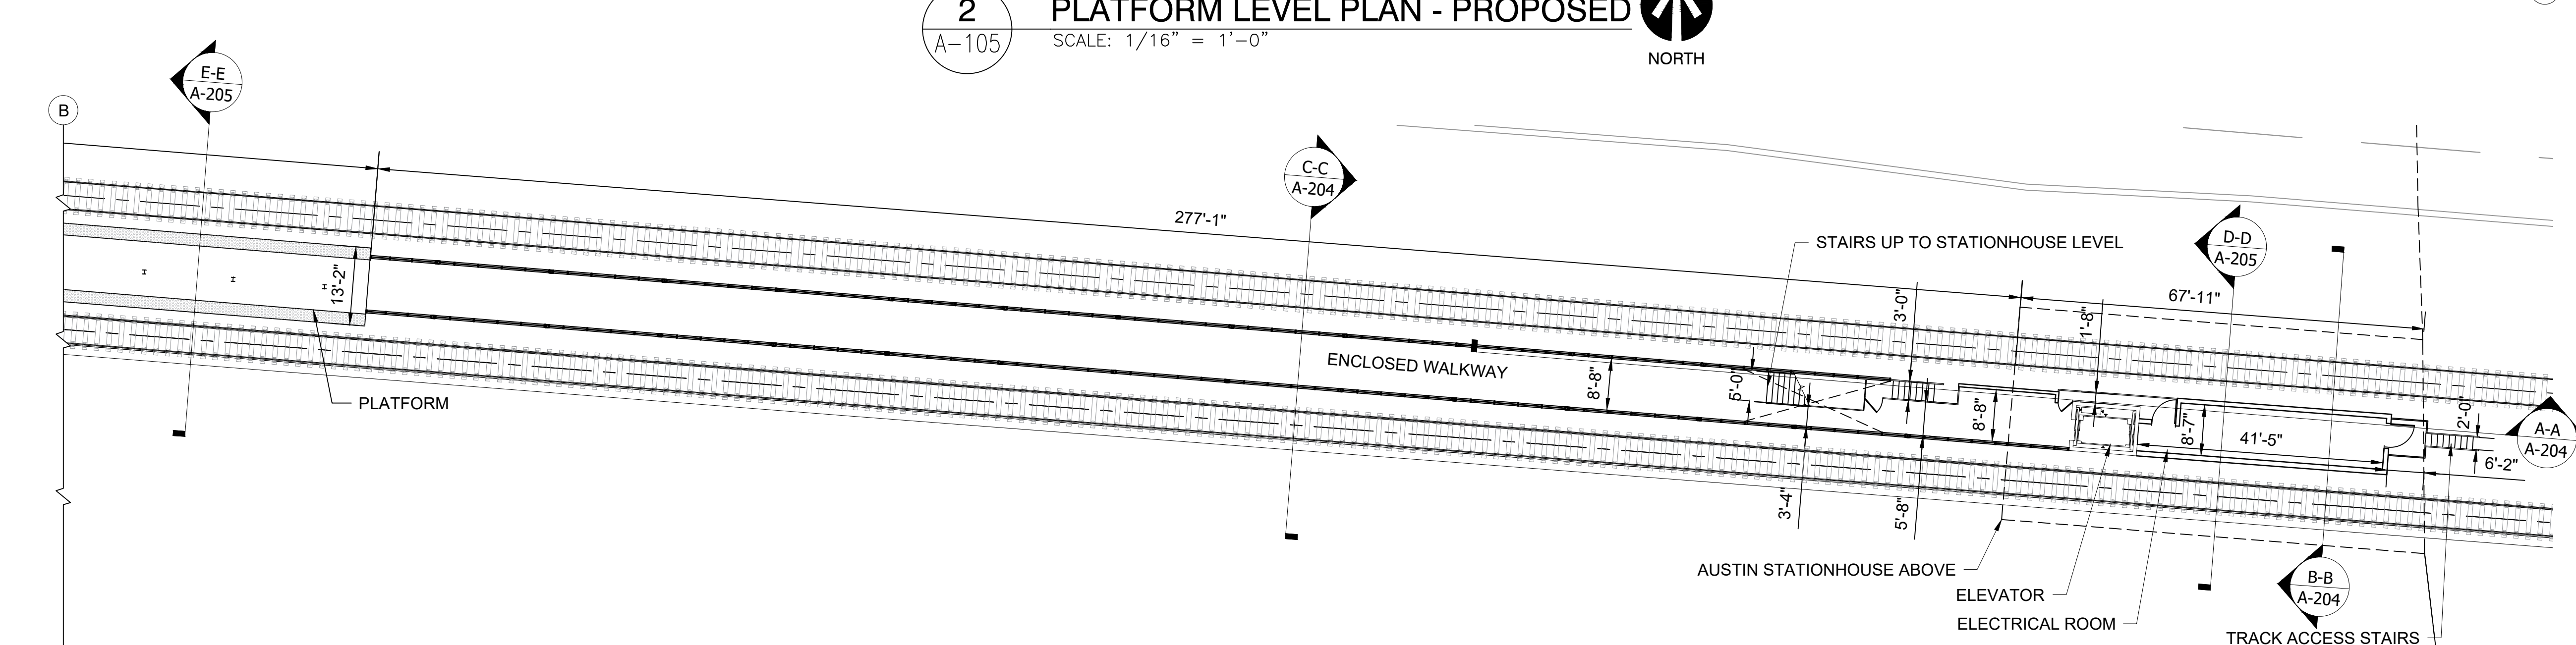 2
A-105
PLATFORM LEVEL PLAN - PROPOSED
SCALE: 1/16" = 1'-0"
NORTH
E-E
A-205
B
C-C
A-204
277'-1"
STAIRS UP TO STATIONHOUSE LEVEL
D-D
A-205
67'-11"
13'-2"
3'-0"
1'-8"
ENCLOSED WALKWAY
8'-8"
5'-0"
PLATFORM
8'-8"
8'-7"
41'-5"
2'-0"
A-A
A-204
6'-2"
3'-4"
5'-8"
AUSTIN STATIONHOUSE ABOVE
ELEVATOR
ELECTRICAL ROOM
B-B
A-204
TRACK ACCESS STAIRS